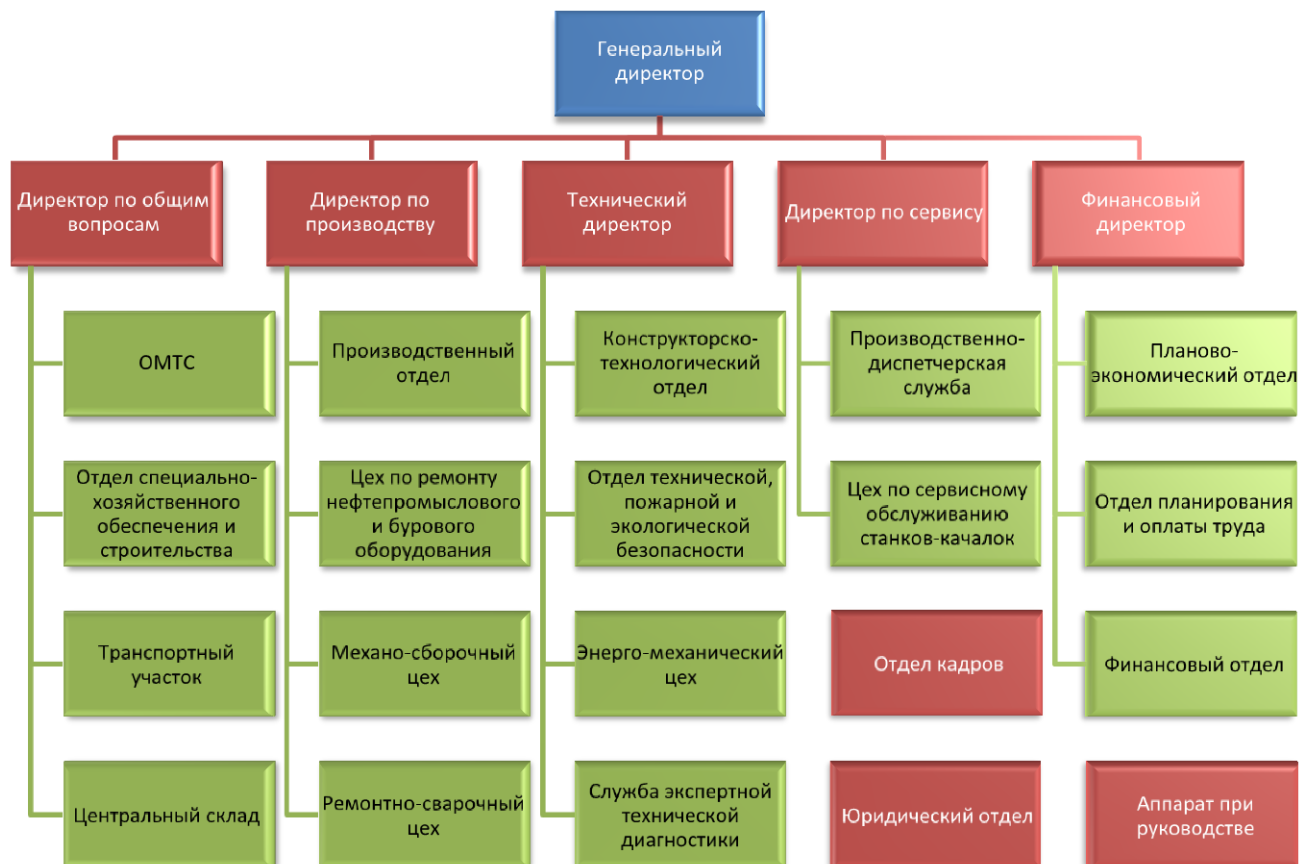 Генеральный
директор
Директор по общим
вопросам
Директор по
производству
Технический
директор
Директор по сервису
Финансовый
директор
ОМТС
Производственный
отдел
Конструкторско-
технологический
отдел
Производственно-
диспетчерская
служба
Планово-
экономический отдел
Отдел специально-
хозяйственного
обеспечения и
строительства
Цех по ремонту
нефтепромыслового
и бурового
оборудования
Отдел технической,
пожарной и
экологической
безопасности
Цех по сервисному
обслуживанию
станков-качалок
Отдел планирования
и оплаты труда
Транспортный
участок
Механо-сборочный
цех
Энерго-механический
цех
Отдел кадров
Финансовый отдел
Центральный склад
Ремонтно-сварочный
цех
Служба экспертной
технической
диагностики
Юридический отдел
Аппарат при
руководстве